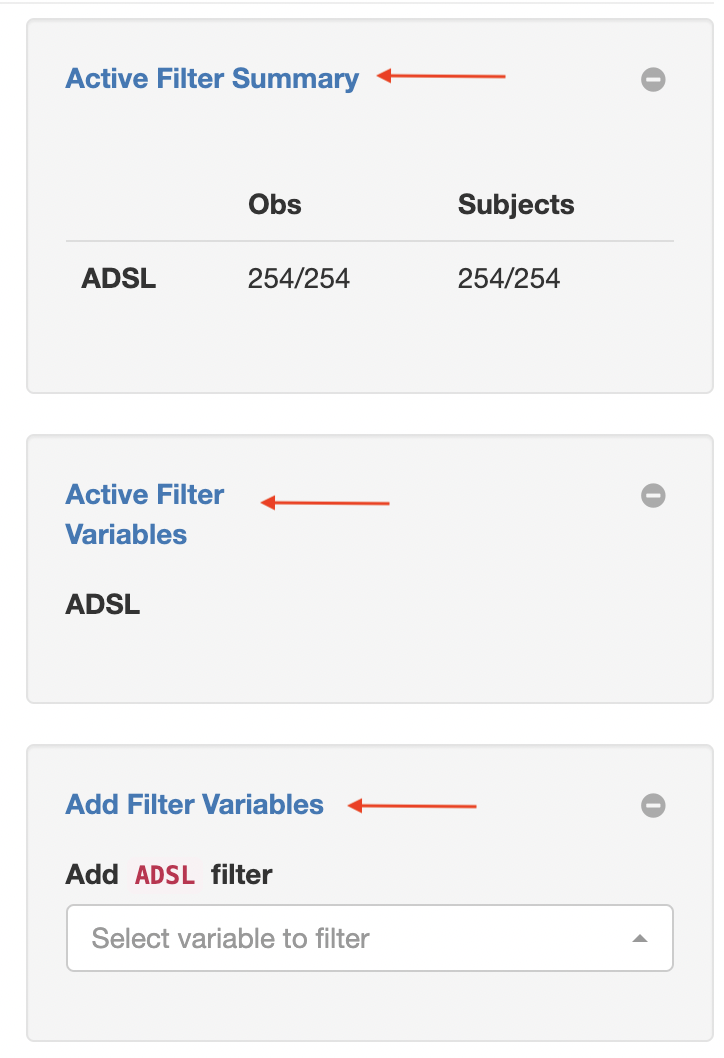 Active Filter Summary
Obs Subjects
ADSL 254/254 254/254
Active Filter
Variables
ADSL
Add Filter Variables
Add ADSL filter
Select variable to filter